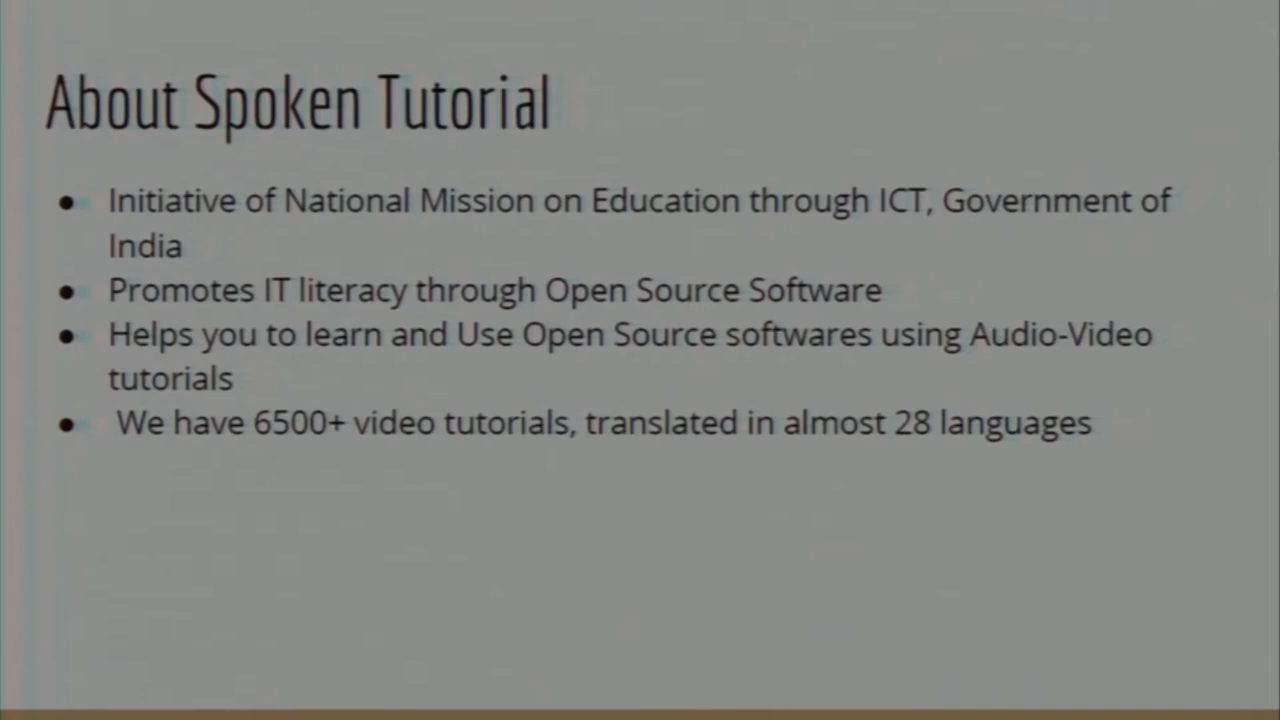 About Spoken Tutorial
● Initiative of National Mission on Education through ICT, Government of
India
● Promotes IT literacy through Open Source Software
● Helps you to learn and Use Open Source softwares using Audio-Video
tutorials
● We have 6500+ video tutorials, translated in almost 28 languages